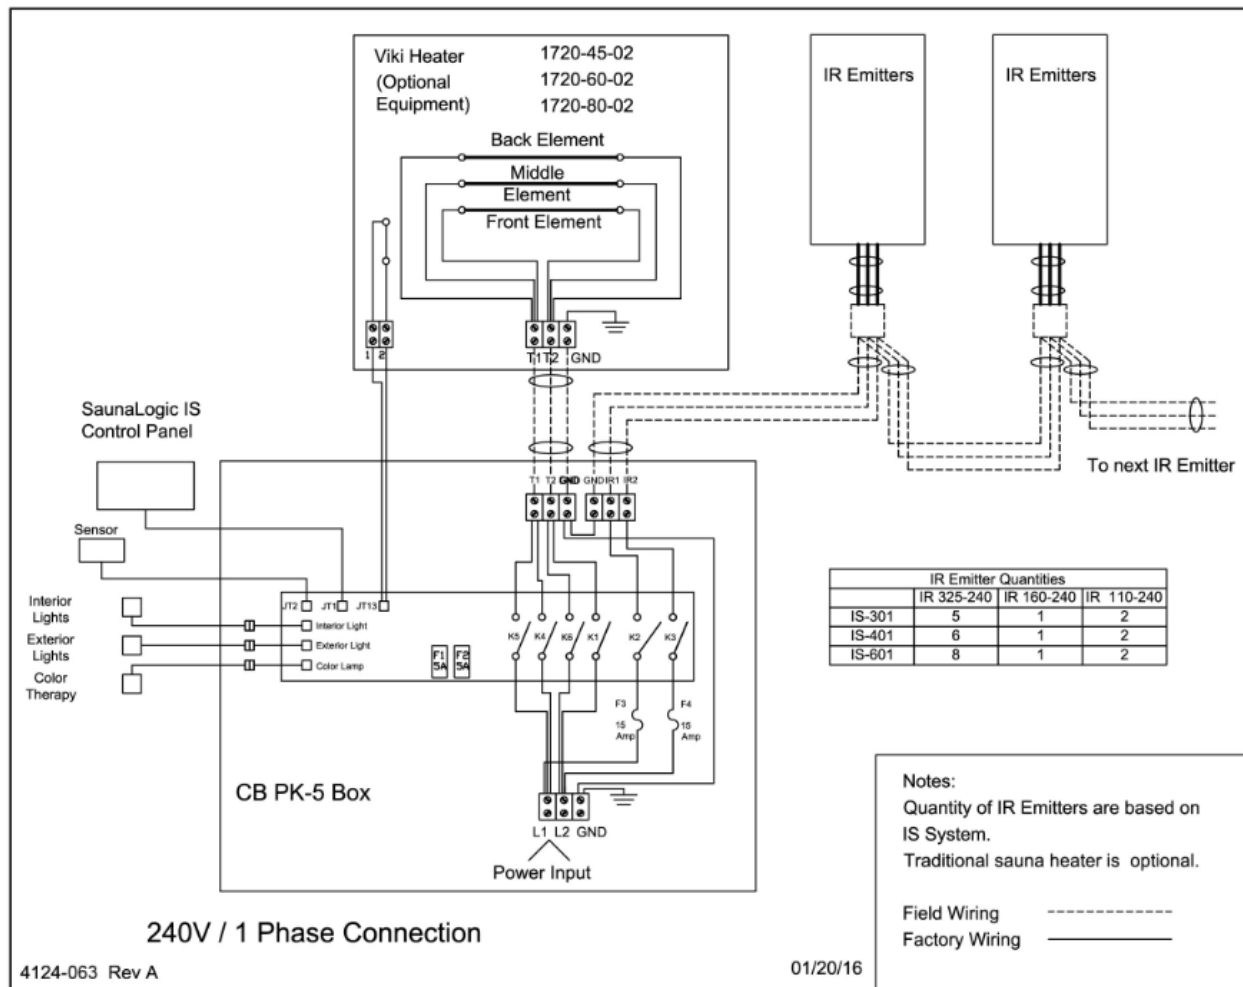 Viki Heater 1720-45-02
(Optional 1720-60-02
Equipment) 1720-80-02
Back Element
Middle
Element
Front Element
1 2
T1 T2 GND
IR Emitters
IR Emitters
To next IR Emitter
SaunaLogic IS
Control Panel
Sensor
Interior
Lights
Exterior
Lights
Color
Therapy
T1 T2 GND GND IR1 IR2
JT2 JT1 JT13
Interior Light
Exterior Light
Color Lamp
F1
5A
F2
5A
K5 K4 K6 K1 K2 K3
F3
15
Amp
F4
15
Amp
CB PK-5 Box
L1 L2 GND
Power Input
IR Emitter Quantities
IR 325-240 IR 160-240 IR 110-240
IS-301 5 1 2
IS-401 6 1 2
IS-601 8 1 2
Notes:
Quantity of IR Emitters are based on
IS System.
Traditional sauna heater is optional.
Field Wiring
Factory Wiring
240V / 1 Phase Connection
4124-063 Rev A
01/20/16